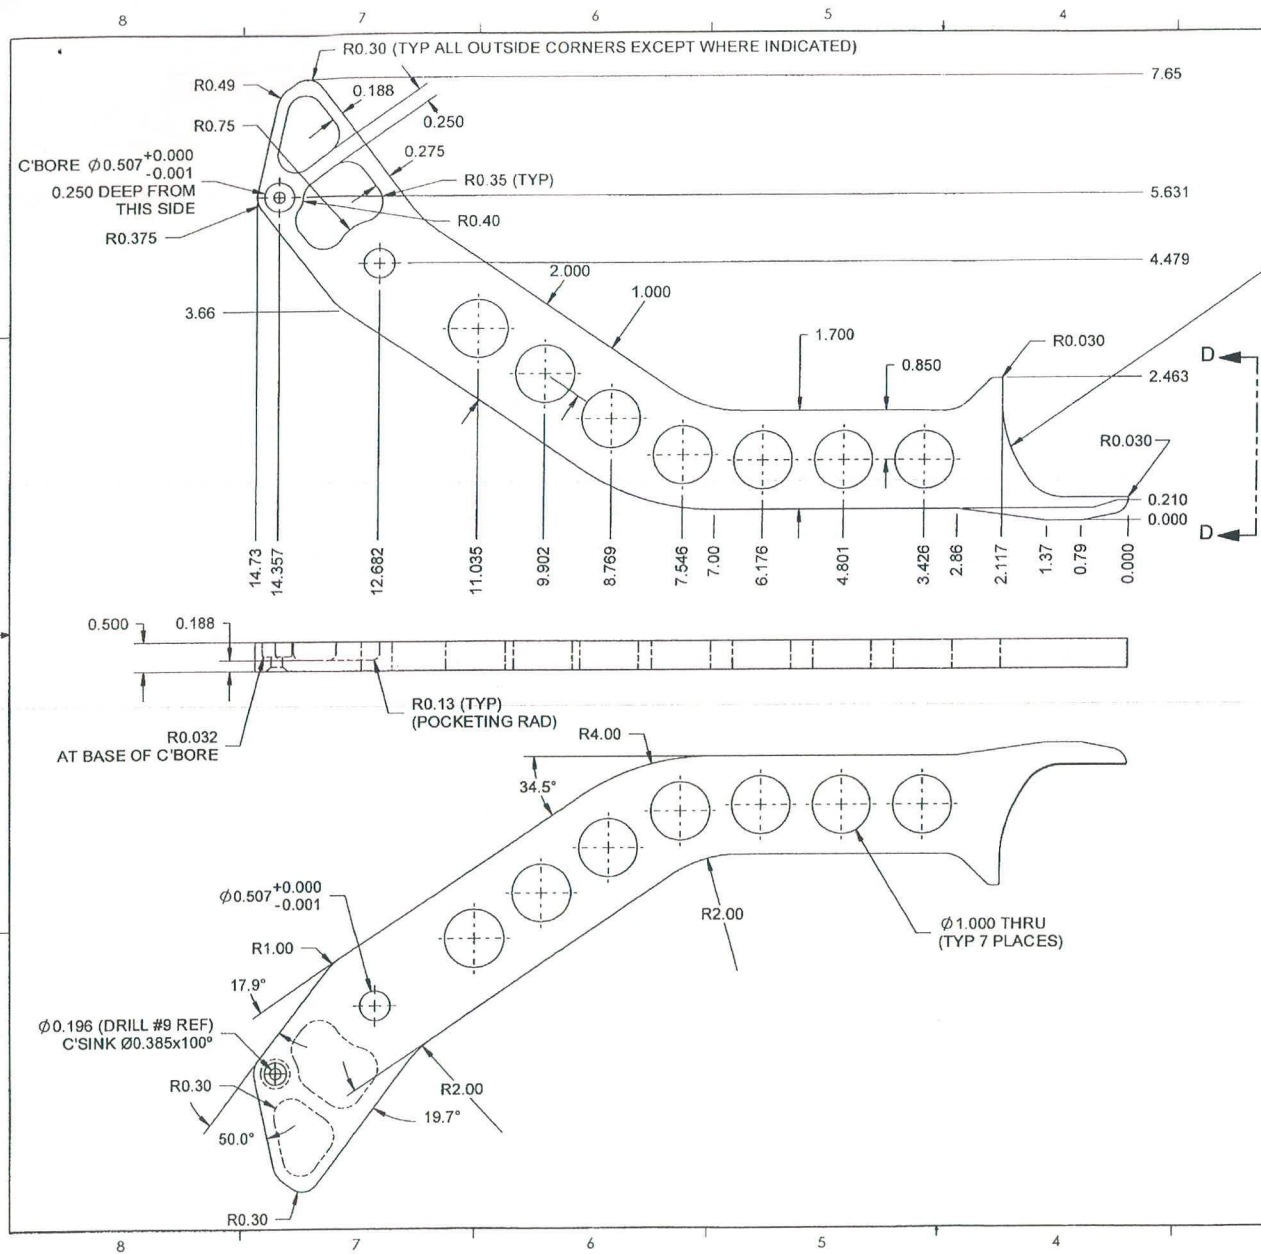 8 7 6 5 4
R0.30 (TYP ALL OUTSIDE CORNERS EXCEPT WHERE INDICATED)
7.65
R0.49
0.188
0.250
R0.75
0.275
C'BORE Ø0.507 +0.000
-0.001
0.250 DEEP FROM
THIS SIDE
R0.35 (TYP)
5.631
R0.40
R0.375
4.479
2.000
1.000
3.66
1.700
R0.030
D
0.850
2.463
R0.030
0.210
0.000
D
14.73
14.357
12.682
11.035
9.902
8.769
7.546
7.00
6.176
4.801
3.426
2.86
2.117
1.37
0.79
0.000
0.500
0.188
R0.13 (TYP)
(POCKETING RAD)
R0.032
AT BASE OF C'BORE
R4.00
34.5°
Ø0.507 +0.000
-0.001
R2.00
Ø1.000 THRU
(TYP 7 PLACES)
R1.00
17.9°
Ø0.196 (DRILL #9 REF)
C'SINK Ø0.385x100°
R0.30
R2.00
19.7°
50.0°
R0.30
8 7 6 5 4